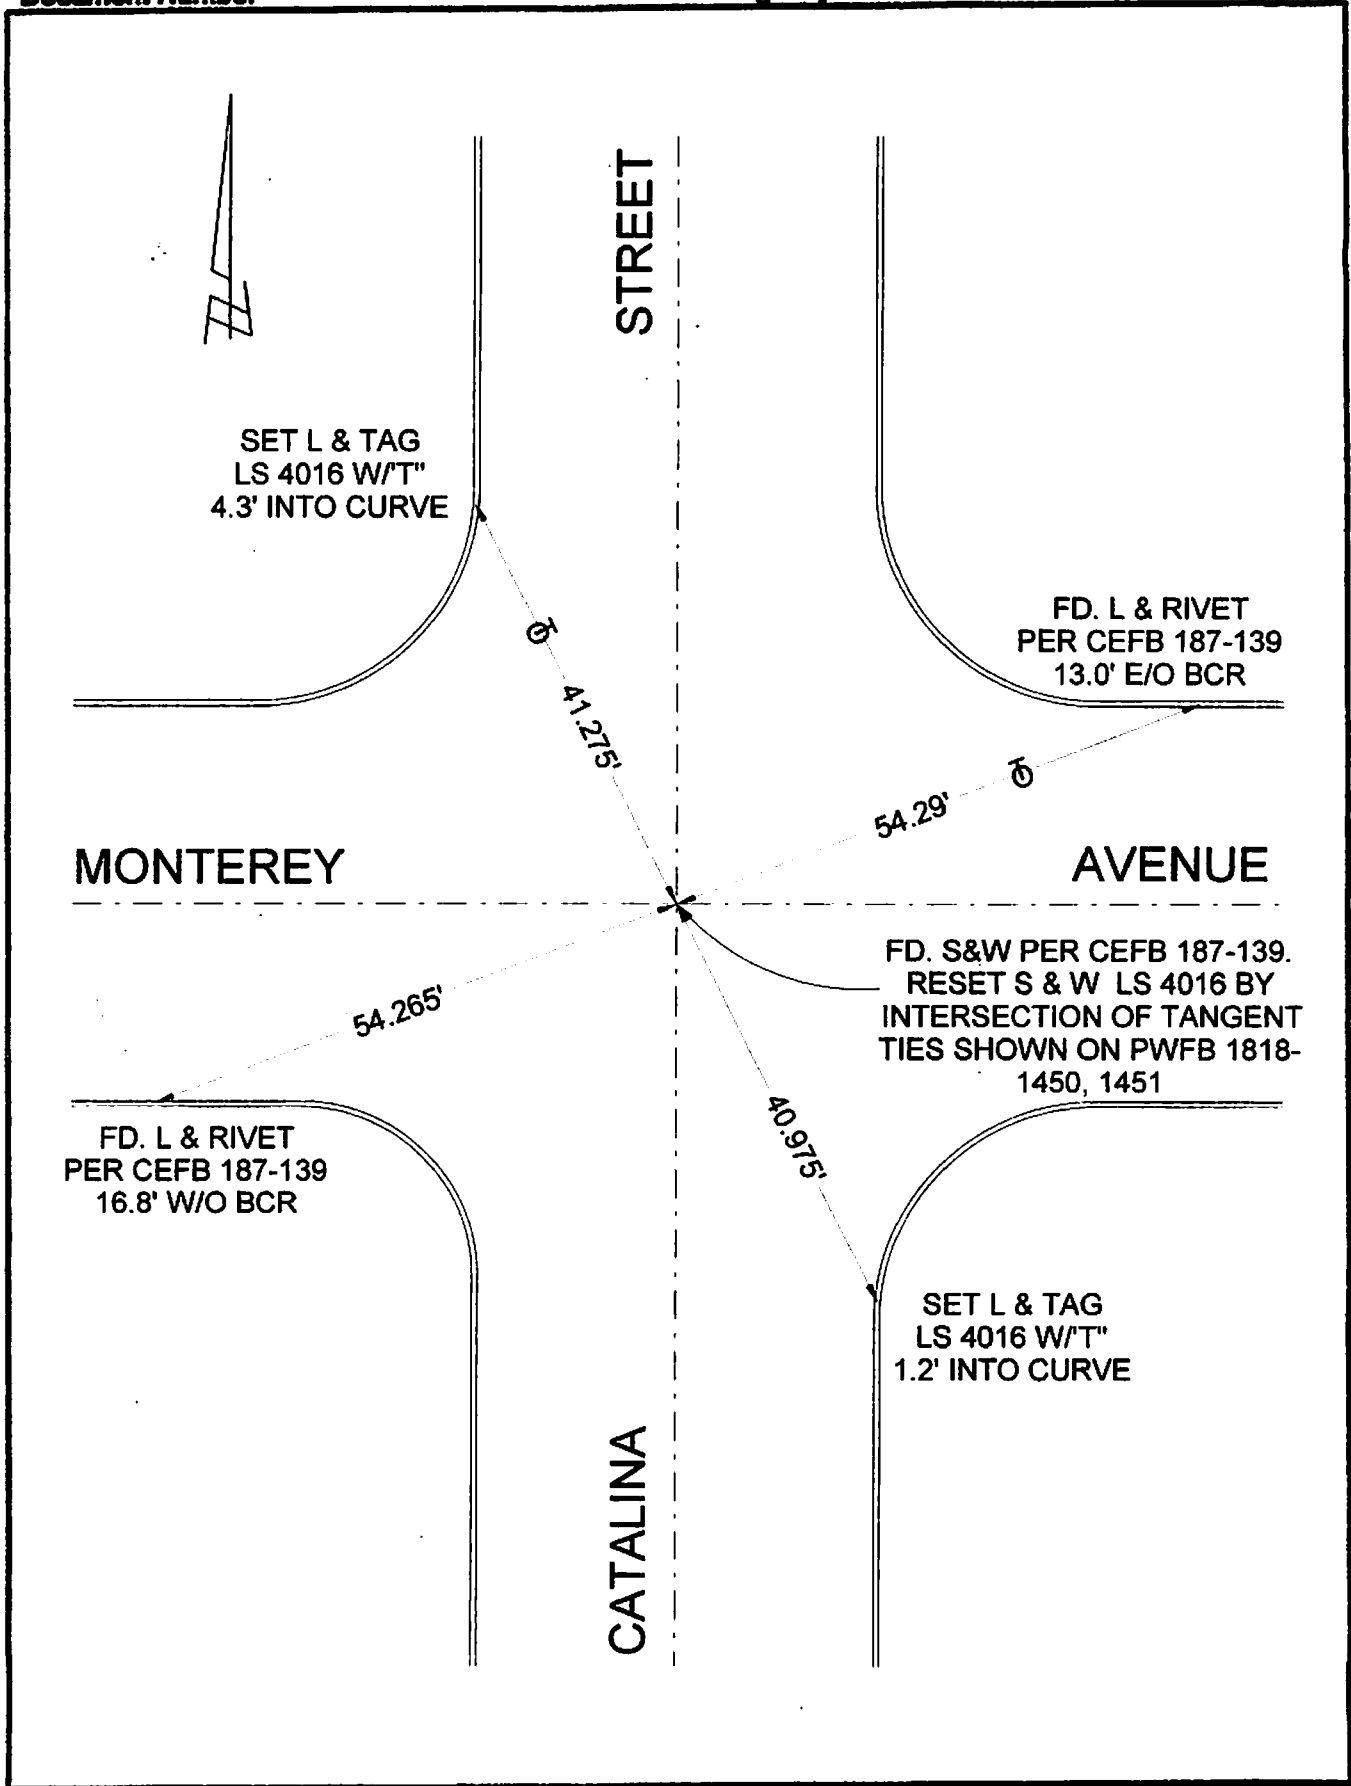 Document Number
STREET
SET L & TAG
LS 4016 W/'T"
4.3' INTO CURVE
FD. L & RIVET
PER CEFB 187-139
13.0' E/O BCR
41.275'
54.29'
MONTEREY
AVENUE
FD. S&W PER CEFB 187-139.
RESET S & W LS 4016 BY
INTERSECTION OF TANGENT
TIES SHOWN ON PWFB 1818-
1450, 1451
54.265'
40.975'
FD. L & RIVET
PER CEFB 187-139
16.8' W/O BCR
SET L & TAG
LS 4016 W/'T"
1.2' INTO CURVE
CATALINA